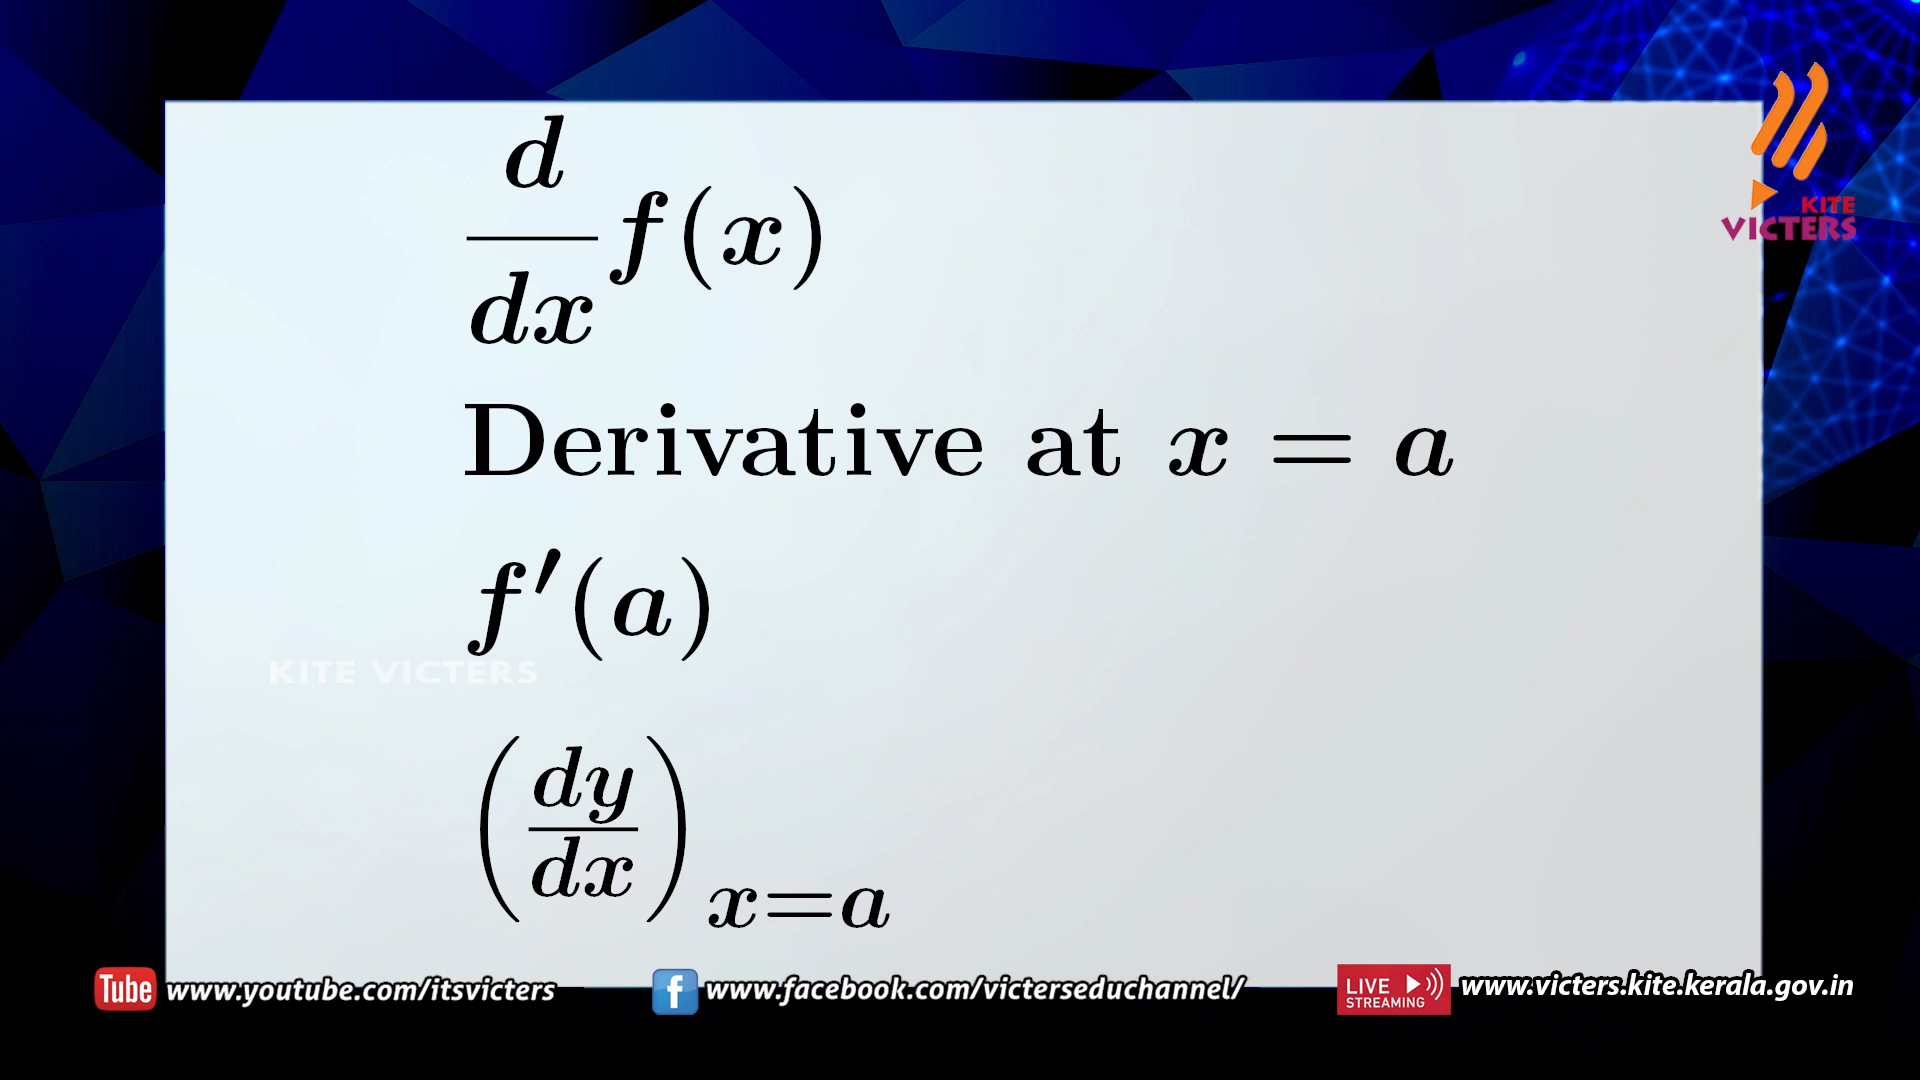 d
dx f(x)
Derivative at x = a
f′(a)
(dy
dx) x=a
KITE
VICTERS
KITE VICTERS
Tube www.youtube.com/itsvicters
f www.facebook.com/victerseduchannel/
LIVE
STREAMING
www.victers.kite.kerala.gov.in